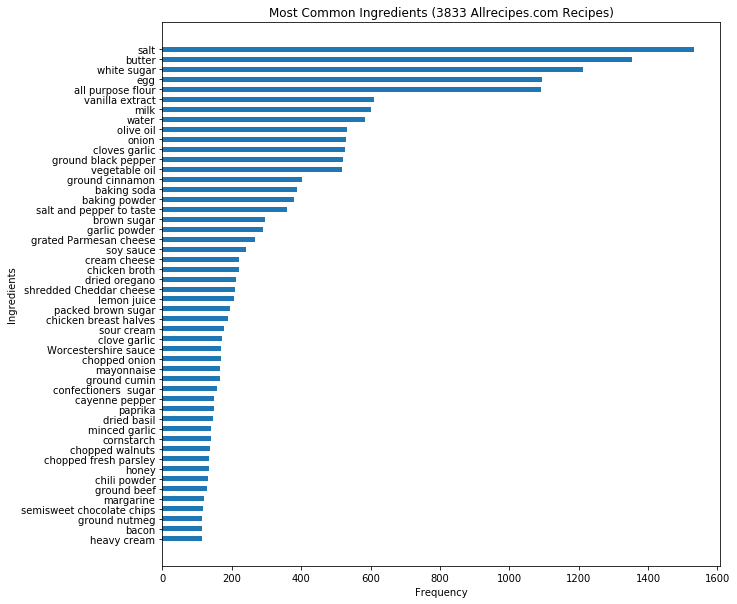 Most Common Ingredients (3833 Allrecipes.com Recipes)
Ingredients
salt
butter
white sugar
egg
all purpose flour
vanilla extract
milk
water
olive oil
onion
cloves garlic
ground black pepper
vegetable oil
ground cinnamon
baking soda
baking powder
salt and pepper to taste
brown sugar
garlic powder
grated Parmesan cheese
soy sauce
cream cheese
chicken broth
dried oregano
shredded Cheddar cheese
lemon juice
packed brown sugar
chicken breast halves
sour cream
clove garlic
Worcestershire sauce
chopped onion
mayonnaise
ground cumin
confectioners  sugar
cayenne pepper
paprika
dried basil
minced garlic
cornstarch
chopped walnuts
chopped fresh parsley
honey
chili powder
ground beef
margarine
semisweet chocolate chips
ground nutmeg
bacon
heavy cream
0 200 400 600 800 1000 1200 1400 1600
Frequency